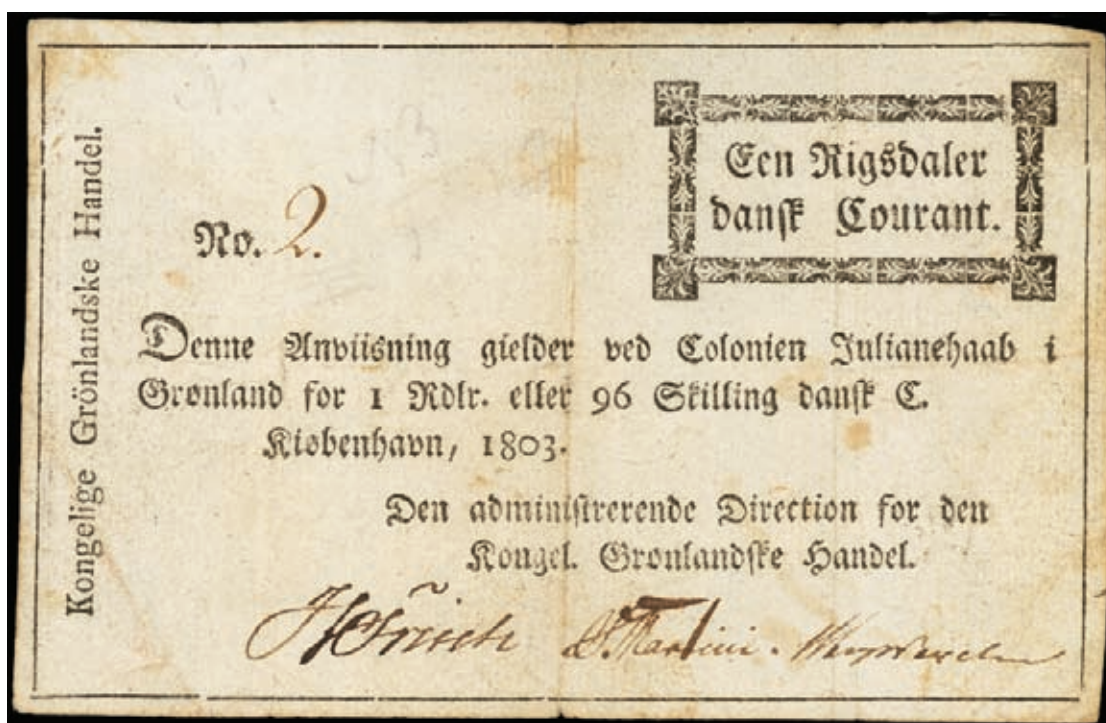 Kongelige Grönlandske Handel.
Een Rigsdaler
dansk Courant.
No. 2.
Denne Anviisning gielder ved Colonien Julianehaab i
Grønland for 1 Rdlr. eller 96 Skilling dansk C.
Kiøbenhavn, 1803.
Den administrerende Direction for den
Kongel. Grønlandske Handel.